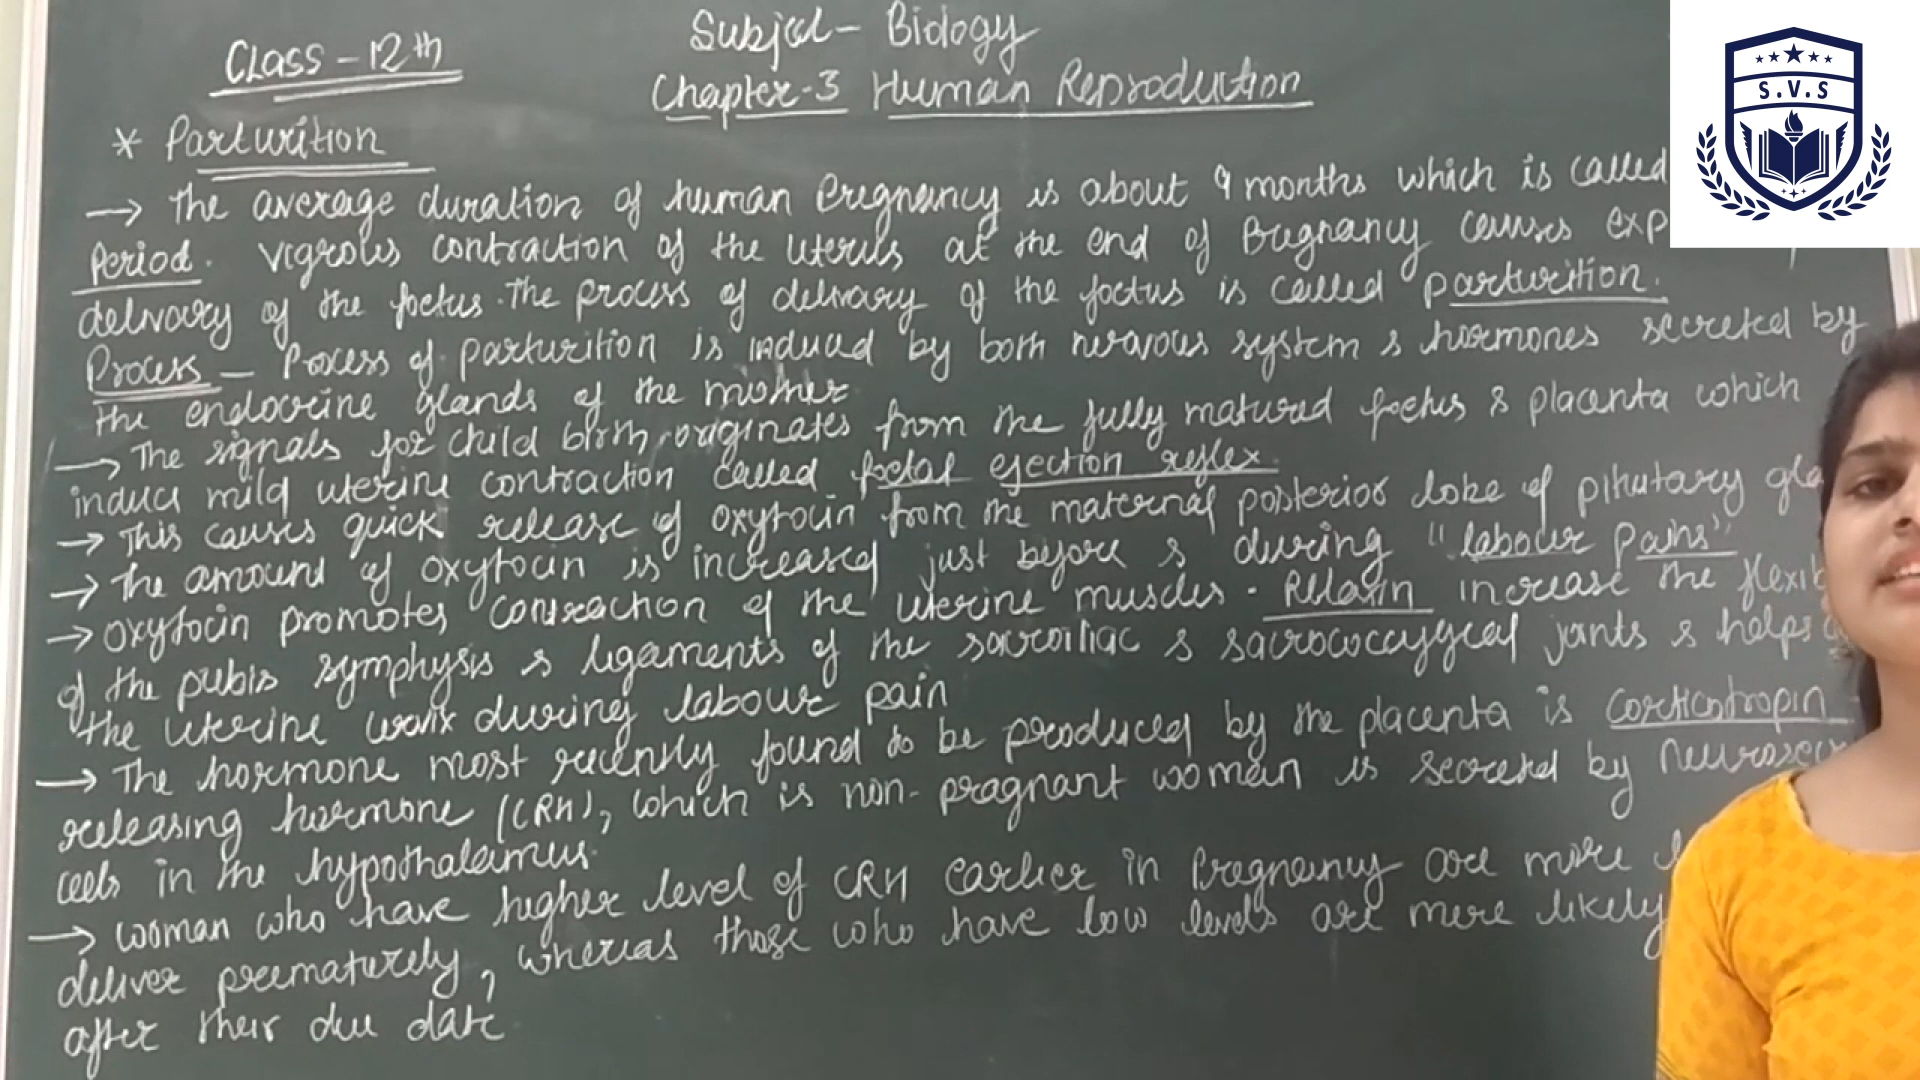 Class - 12th
Subject - Biology
Chapter-3 Human Reproduction
S.V.S
* Parturition
→ The average duration of human Pregnancy is about 9 months which is called
Period. Vigrous contraction of the uterus at the end of Pregnancy causes exp
delivary of the foetus. The process of delivary of the foctus is called parturition.
Process - Process of parturition is induced by both nervous system & hormones secreted by
the endocrine glands of the mother
→ The signals for child birth originates from the fully matured foetus & placenta which
induce mild uterine contraction called foetal ejection reflex.
→ This causes quick release of oxytocin from the maternal posterior lobe of pitutary gla
→ The amount of oxytocin is increased just before & during "labour pains"
→ Oxytocin promotes contraction of the uterine muscles. Relaxin increase the flexib
of the pubis symphysis & ligaments of the sacroiliac & sacrococcygeal joints & helps
the uterine work during labour pain
→ The hormone most recently found to be produced by the placenta is corticotropin -
releasing hormone (CRH), which is non-pragnant woman is secreted by neurosecr
cells in the hypothalamus.
→ Woman who have higher level of CRH earlier in Pregnancy are more
deliver prematurely, whereas those who have low levels are more likely
after their due date